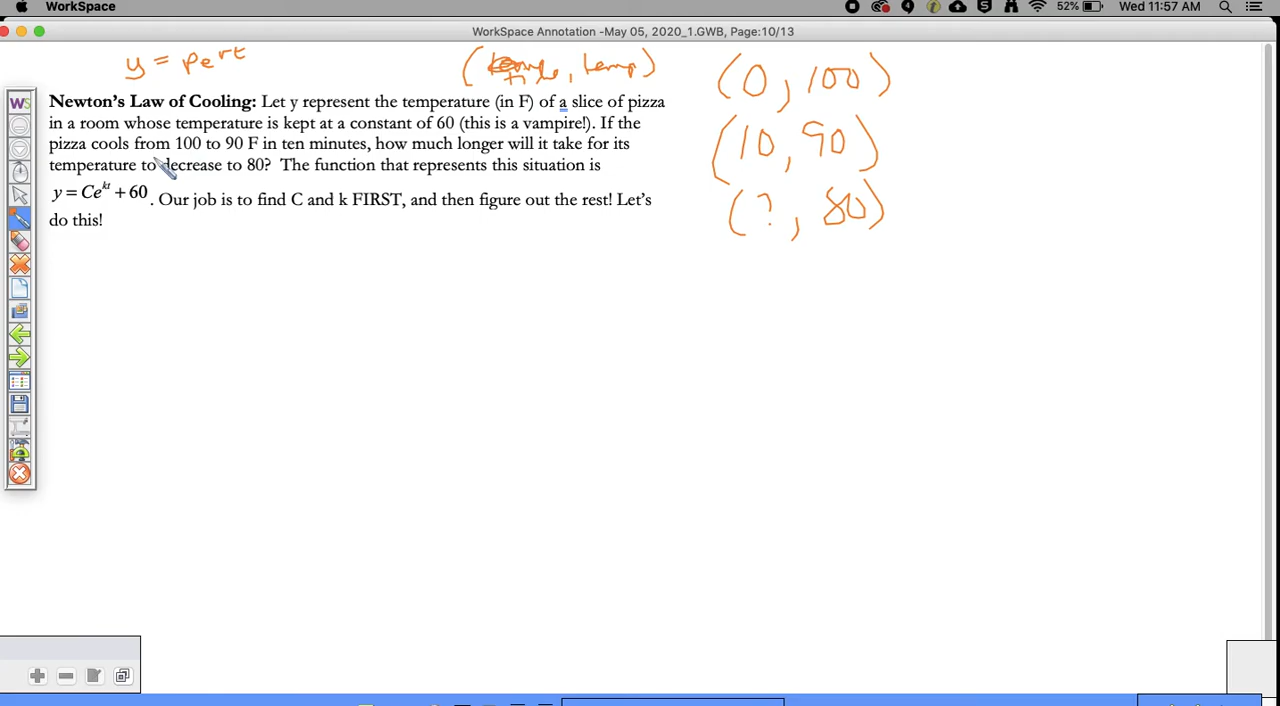 52% Wed 11:57 AM
WorkSpace Annotation -May 05, 2020_1.GWB, Page:10/13
y = pe^rt
(time, temp)
(0, 100)
(10, 90)
(?, 80)
WS
Newton's Law of Cooling: Let y represent the temperature (in F) of a slice of pizza
in a room whose temperature is kept at a constant of 60 (this is a vampire!). If the
pizza cools from 100 to 90 F in ten minutes, how much longer will it take for its
temperature to decrease to 80? The function that represents this situation is
y = Ce^kt + 60. Our job is to find C and k FIRST, and then figure out the rest! Let's
do this!